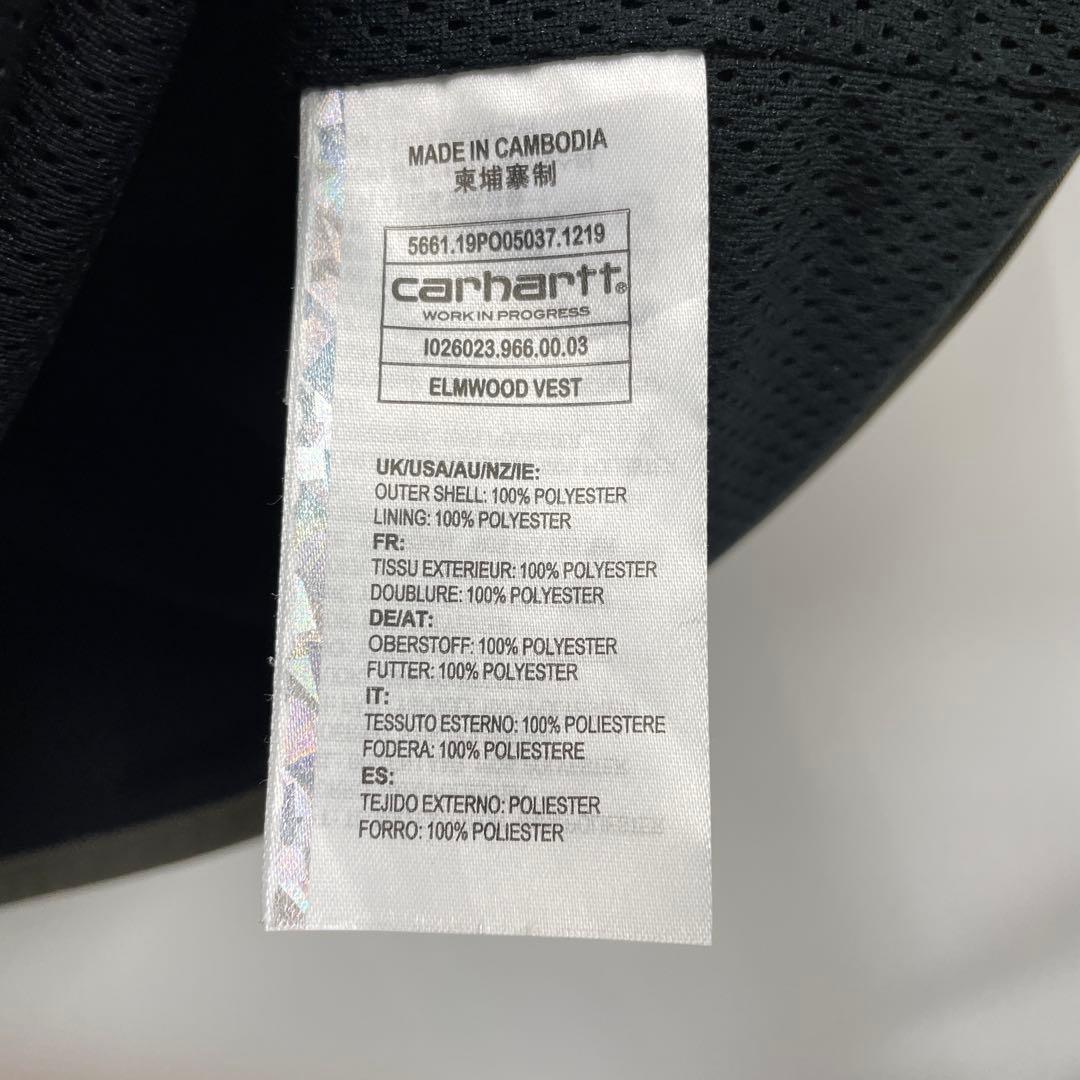 MADE IN CAMBODIA
柬埔寨制
5661.19PO05037.1219
carhartt®
WORK IN PROGRESS
I026023.966.00.03
ELMWOOD VEST
UK/USA/AU/NZ/IE:
OUTER SHELL: 100% POLYESTER
LINING: 100% POLYESTER
FR:
TISSU EXTERIEUR: 100% POLYESTER
DOUBLURE: 100% POLYESTER
DE/AT:
OBERSTOFF: 100% POLYESTER
FUTTER: 100% POLYESTER
IT:
TESSUTO ESTERNO: 100% POLIESTERE
FODERA: 100% POLIESTERE
ES:
TEJIDO EXTERNO: POLIESTER
FORRO: 100% POLIESTER